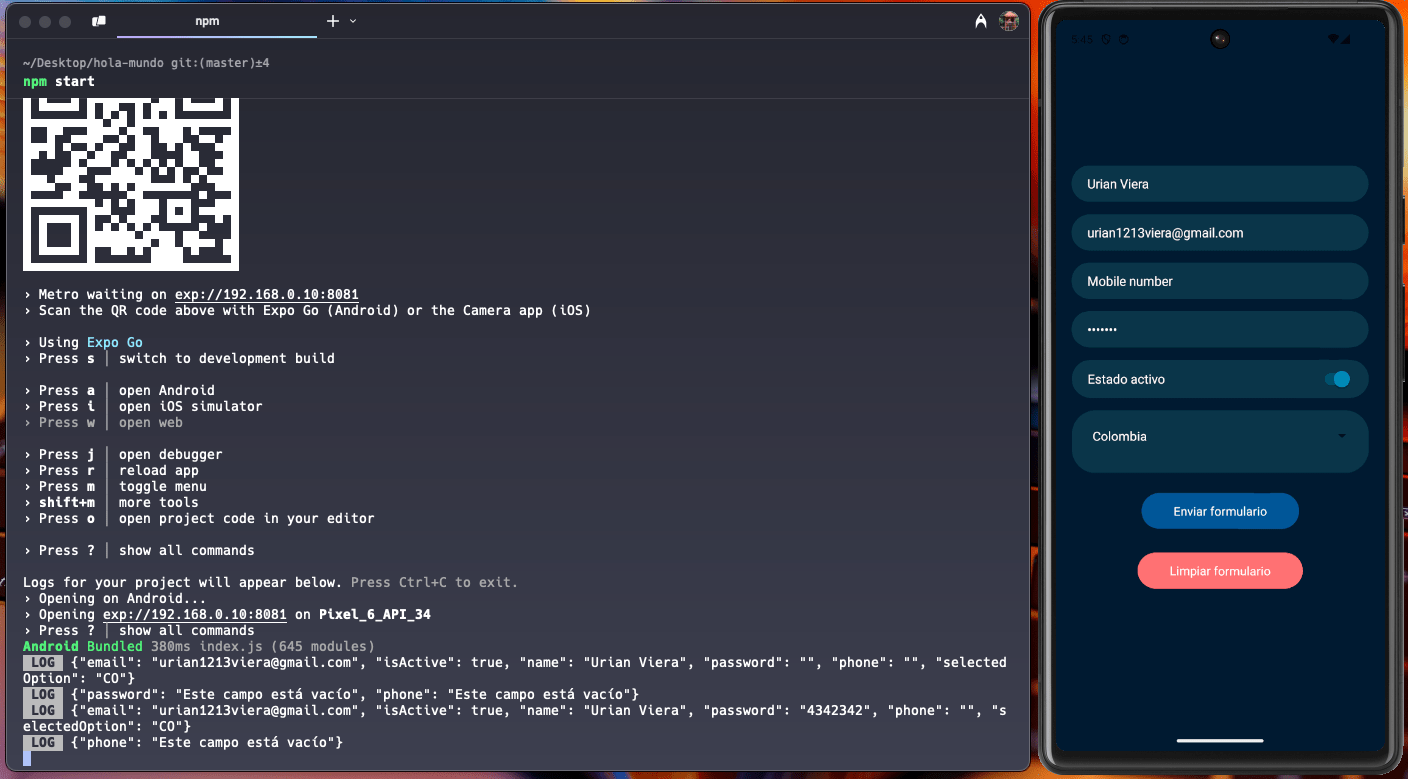 npm
~/Desktop/hola-mundo git:(master)±4
npm start
› Metro waiting on exp://192.168.0.10:8081
› Scan the QR code above with Expo Go (Android) or the Camera app (iOS)
› Using Expo Go
› Press s │ switch to development build
› Press a │ open Android
› Press i │ open iOS simulator
› Press w │ open web
› Press j │ open debugger
› Press r │ reload app
› Press m │ toggle menu
› shift+m │ more tools
› Press o │ open project code in your editor
› Press ? │ show all commands
Logs for your project will appear below. Press Ctrl+C to exit.
› Opening on Android...
› Opening exp://192.168.0.10:8081 on Pixel_6_API_34
› Press ? │ show all commands
Android Bundled 380ms index.js (645 modules)
LOG {"email": "urian1213viera@gmail.com", "isActive": true, "name": "Urian Viera", "password": "", "phone": "", "selected
Option": "CO"}
LOG {"password": "Este campo está vacío", "phone": "Este campo está vacío"}
LOG {"email": "urian1213viera@gmail.com", "isActive": true, "name": "Urian Viera", "password": "4342342", "phone": "", "s
electedOption": "CO"}
LOG {"phone": "Este campo está vacío"}
5:45
Urian Viera
urian1213viera@gmail.com
Mobile number
•••••••
Estado activo
Colombia
Enviar formulario
Limpiar formulario